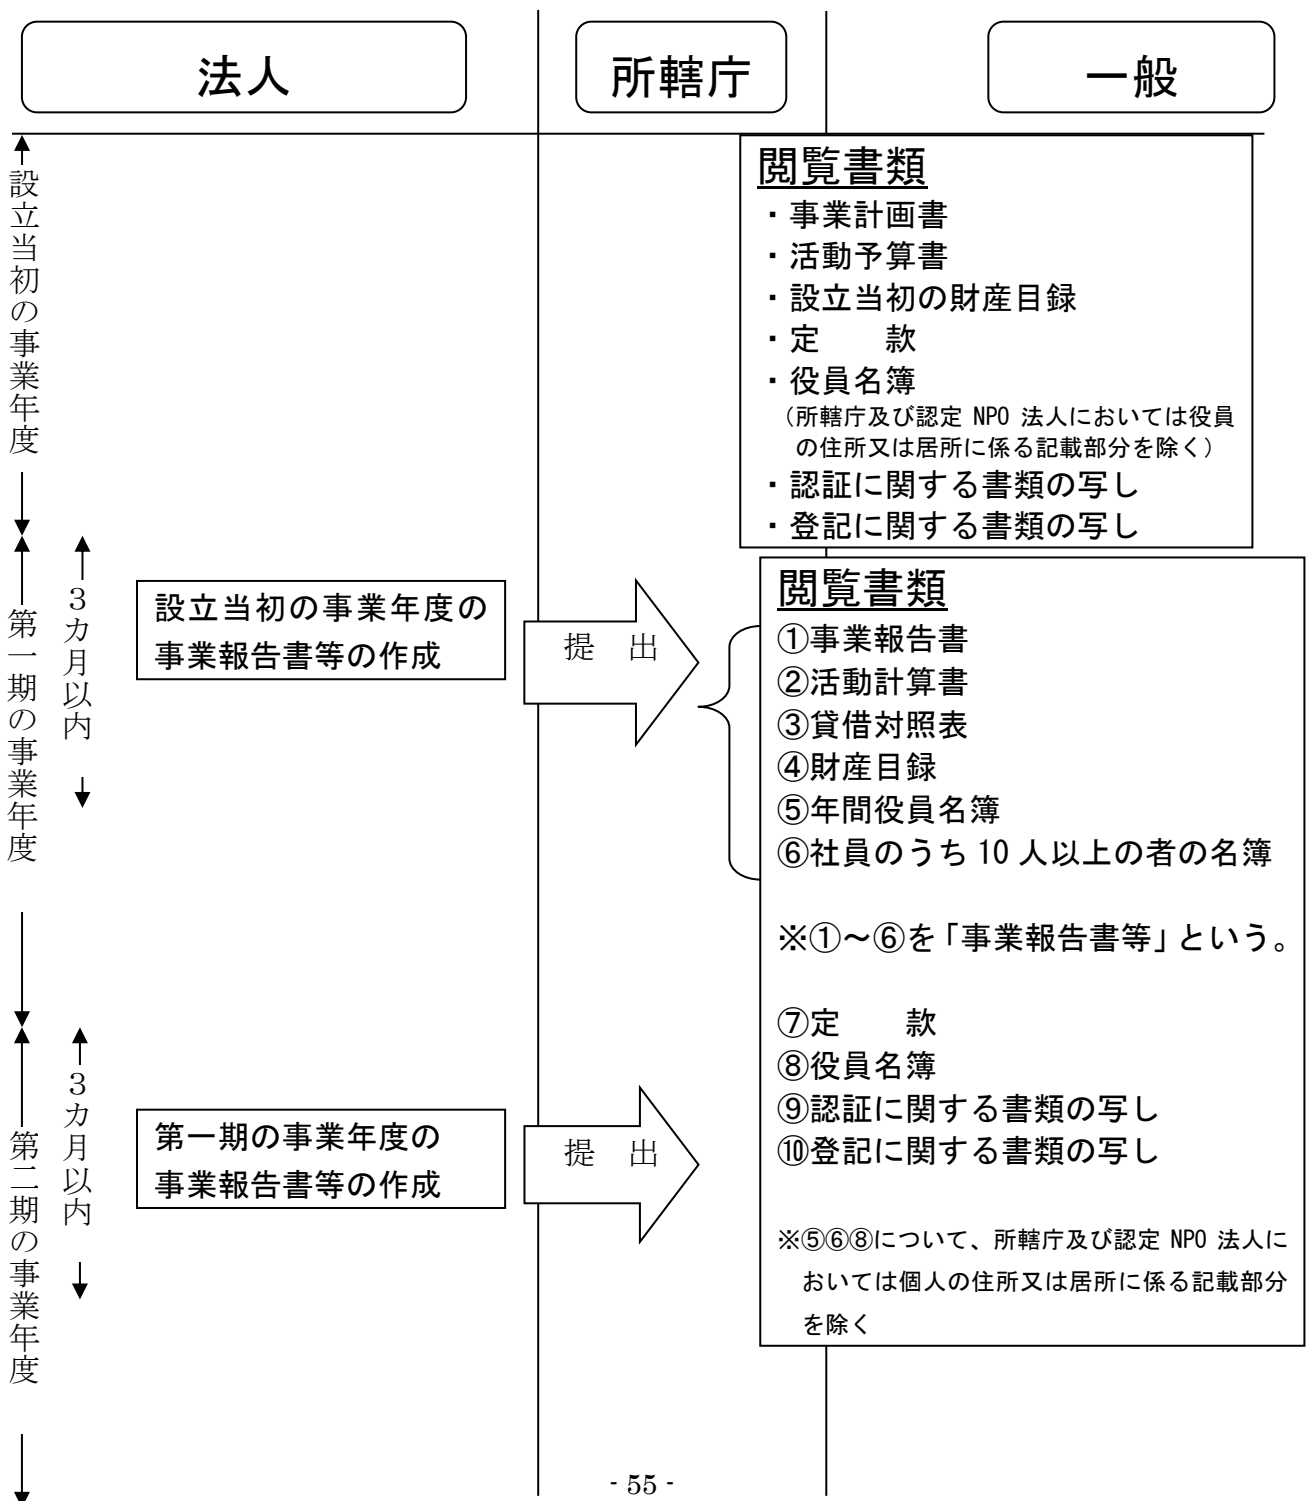 法人
所轄庁
一般
設立当初の事業年度
閲覧書類
・事業計画書
・活動予算書
・設立当初の財産目録
・定　　款
・役員名簿
（所轄庁及び認定 NPO 法人においては役員
の住所又は居所に係る記載部分を除く）
・認証に関する書類の写し
・登記に関する書類の写し
第一期の事業年度
３カ月以内
設立当初の事業年度の
事業報告書等の作成
提　出
閲覧書類
①事業報告書
②活動計算書
③貸借対照表
④財産目録
⑤年間役員名簿
⑥社員のうち 10 人以上の者の名簿
※①～⑥を「事業報告書等」という。
⑦定　　款
⑧役員名簿
⑨認証に関する書類の写し
⑩登記に関する書類の写し
※⑤⑥⑧について、所轄庁及び認定 NPO 法人に
おいては個人の住所又は居所に係る記載部分
を除く
第二期の事業年度
３カ月以内
第一期の事業年度の
事業報告書等の作成
提　出
- 55 -